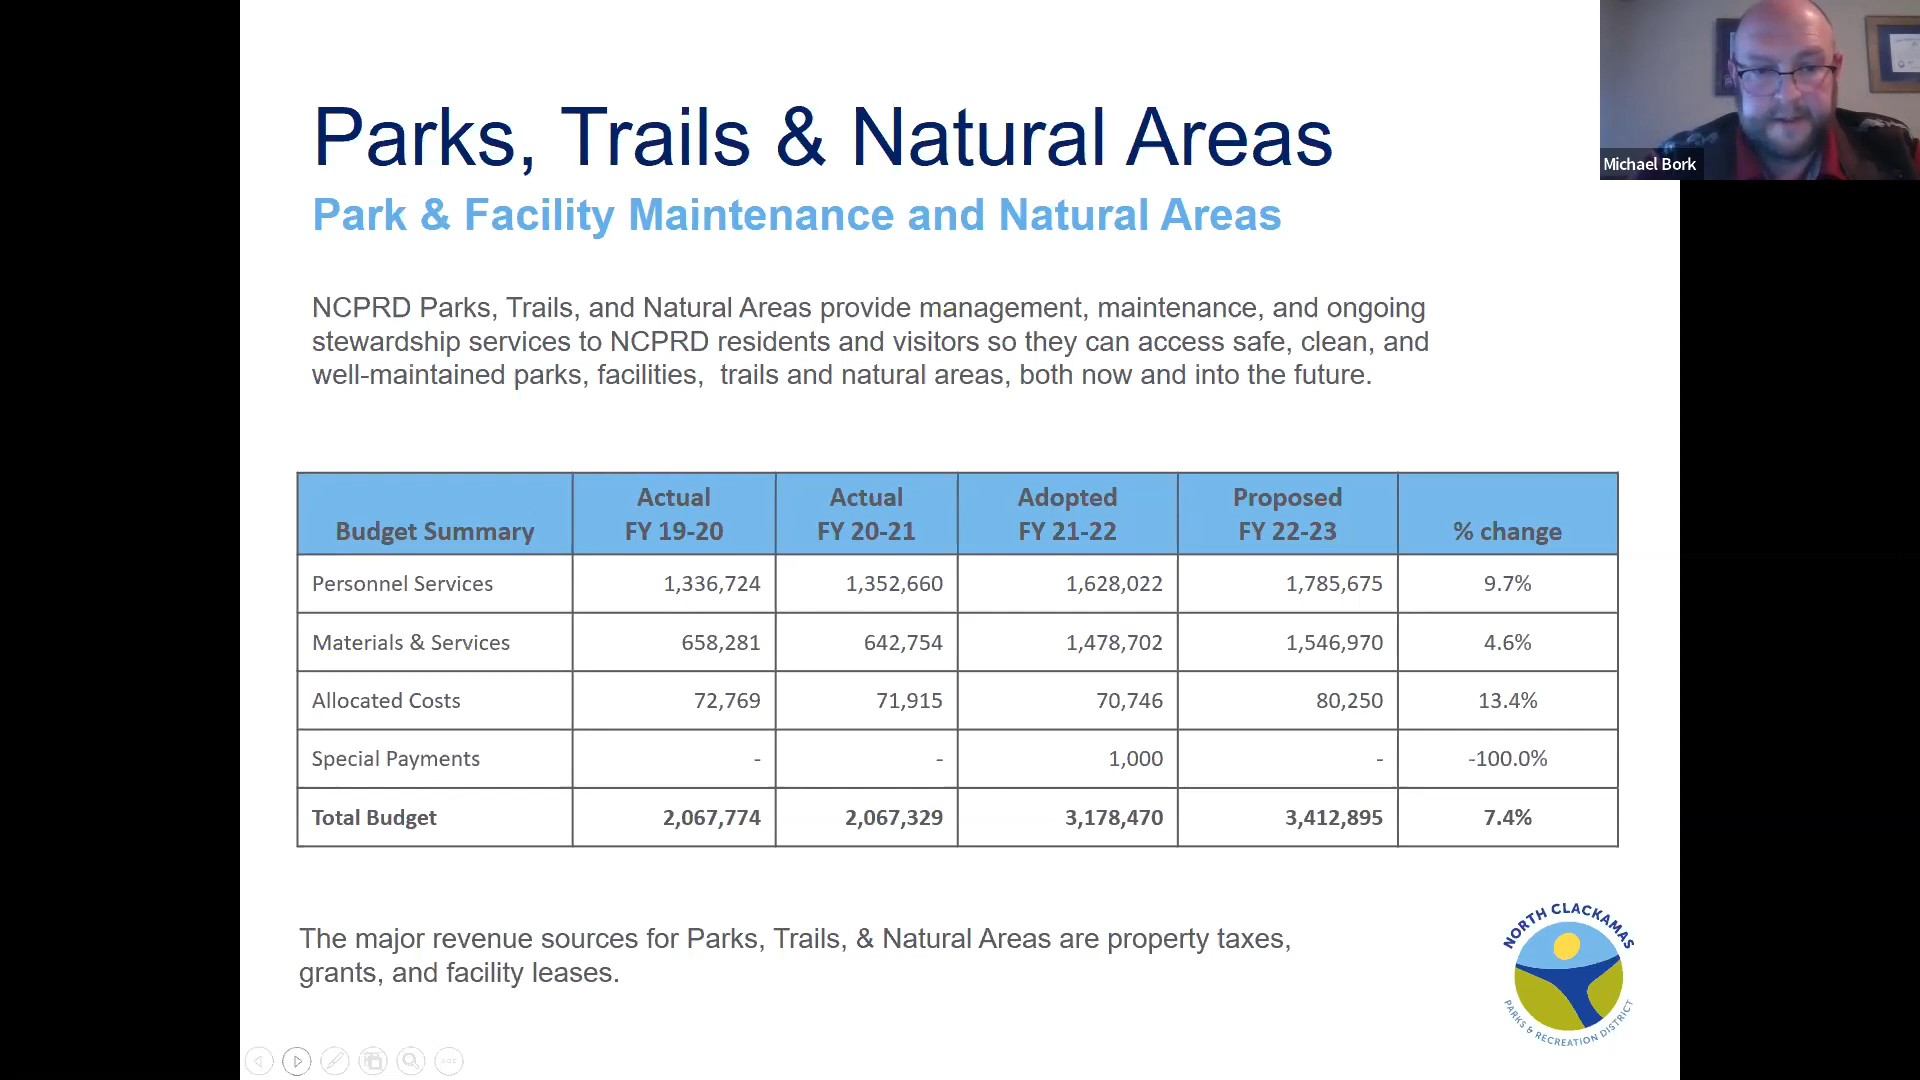 Parks, Trails & Natural Areas
Park & Facility Maintenance and Natural Areas
Michael Bork
NCPRD Parks, Trails, and Natural Areas provide management, maintenance, and ongoing
stewardship services to NCPRD residents and visitors so they can access safe, clean, and
well-maintained parks, facilities,  trails and natural areas, both now and into the future.
Budget Summary Actual FY 19-20 Actual FY 20-21 Adopted FY 21-22 Proposed FY 22-23 % change
Personnel Services 1,336,724 1,352,660 1,628,022 1,785,675 9.7%
Materials & Services 658,281 642,754 1,478,702 1,546,970 4.6%
Allocated Costs 72,769 71,915 70,746 80,250 13.4%
Special Payments - - 1,000 - -100.0%
Total Budget 2,067,774 2,067,329 3,178,470 3,412,895 7.4%
The major revenue sources for Parks, Trails, & Natural Areas are property taxes,
grants, and facility leases.
NORTH CLACKAMAS
PARKS & RECREATION DISTRICT